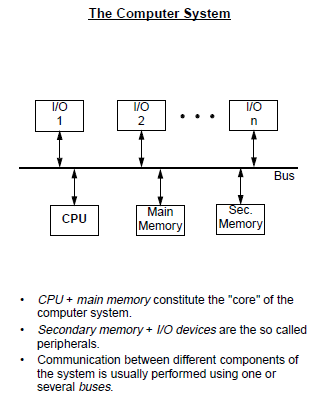 The Computer System
I/O
1
I/O
2
• • •
I/O
n
Bus
CPU
Main
Memory
Sec.
Memory
• CPU + main memory constitute the "core" of the
computer system.
• Secondary memory + I/O devices are the so called
peripherals.
• Communication between different components of
the system is usually performed using one or
several buses.